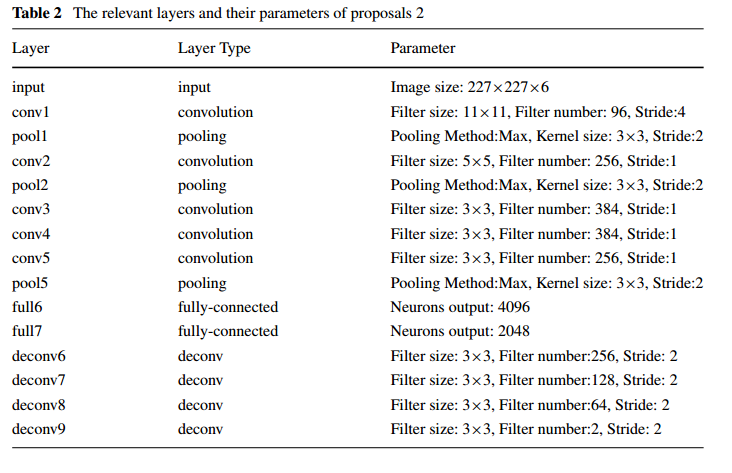 Table 2 The relevant layers and their parameters of proposals 2
Layer Layer Type Parameter
input input Image size: 227×227×6
conv1 convolution Filter size: 11×11, Filter number: 96, Stride:4
pool1 pooling Pooling Method:Max, Kernel size: 3×3, Stride:2
conv2 convolution Filter size: 5×5, Filter number: 256, Stride:1
pool2 pooling Pooling Method:Max, Kernel size: 3×3, Stride:2
conv3 convolution Filter size: 3×3, Filter number: 384, Stride:1
conv4 convolution Filter size: 3×3, Filter number: 384, Stride:1
conv5 convolution Filter size: 3×3, Filter number: 256, Stride:1
pool5 pooling Pooling Method:Max, Kernel size: 3×3, Stride:2
full6 fully-connected Neurons output: 4096
full7 fully-connected Neurons output: 2048
deconv6 deconv Filter size: 3×3, Filter number:256, Stride: 2
deconv7 deconv Filter size: 3×3, Filter number:128, Stride: 2
deconv8 deconv Filter size: 3×3, Filter number:64, Stride: 2
deconv9 deconv Filter size: 3×3, Filter number:2, Stride: 2